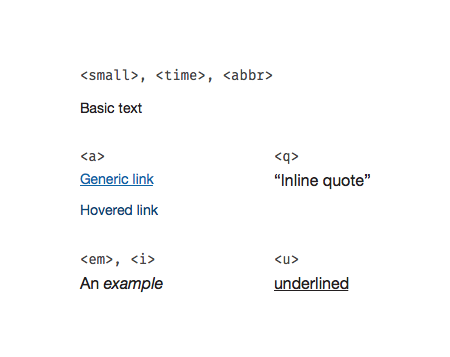 <small>, <time>, <abbr>
Basic text
<a>
Generic link
Hovered link
<q>
“Inline quote”
<em>, <i>
An example
<u>
underlined